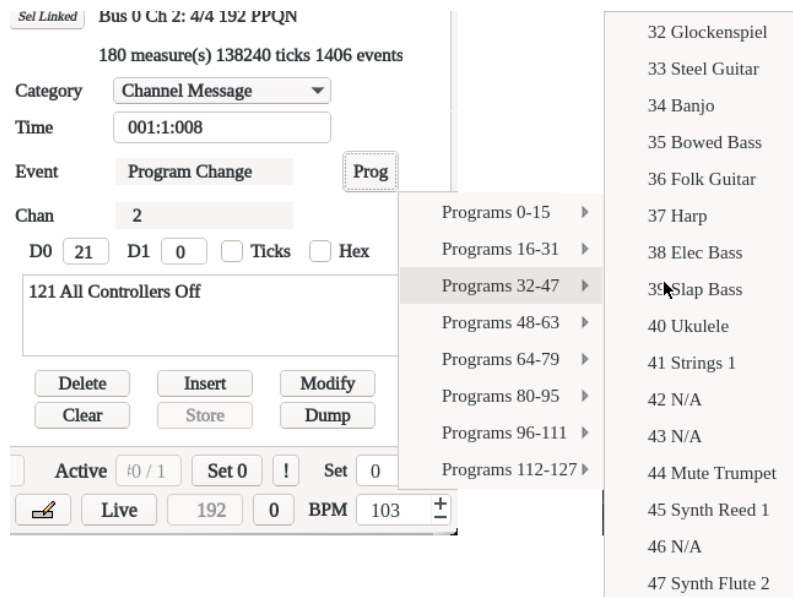 Sel Linked
Bus 0 Ch 2: 4/4 192 PPQN
180 measure(s) 138240 ticks 1406 events
Category Channel Message
Time 001:1:008
Event Program Change Prog
Chan 2
D0 21 D1 0 Ticks Hex
121 All Controllers Off
Delete Insert Modify
Clear Store Dump
Active 0 / 1 Set 0 ! Set 0
Live 192 0 BPM 103
Programs 0-15
Programs 16-31
Programs 32-47
Programs 48-63
Programs 64-79
Programs 80-95
Programs 96-111
Programs 112-127
32 Glockenspiel
33 Steel Guitar
34 Banjo
35 Bowed Bass
36 Folk Guitar
37 Harp
38 Elec Bass
39 Slap Bass
40 Ukulele
41 Strings 1
42 N/A
43 N/A
44 Mute Trumpet
45 Synth Reed 1
46 N/A
47 Synth Flute 2